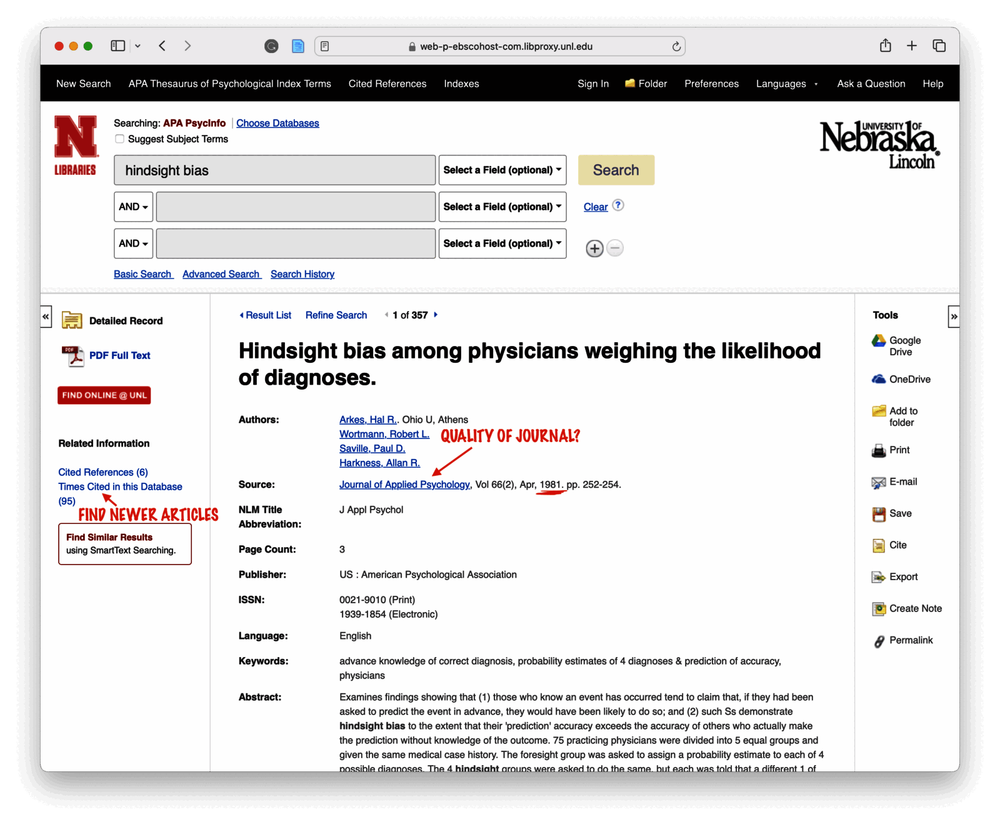 web-p-ebscohost-com.libproxy.unl.edu
New Search APA Thesaurus of Psychological Index Terms Cited References Indexes Sign In Folder Preferences Languages Ask a Question Help
N
LIBRARIES
Searching: APA PsycInfo | Choose Databases
Suggest Subject Terms
UNIVERSITY OF
Nebraska
Lincoln®
hindsight bias Select a Field (optional) Search
AND Select a Field (optional) Clear ?
AND Select a Field (optional)
Basic Search Advanced Search Search History
«
Detailed Record
PDF PDF Full Text
FIND ONLINE @ UNL
Related Information
Cited References (6)
Times Cited in this Database
(95)
FIND NEWER ARTICLES
Find Similar Results
using SmartText Searching.
Result List Refine Search 1 of 357
Hindsight bias among physicians weighing the likelihood
of diagnoses.
Authors: Arkes, Hal R.. Ohio U, Athens
Wortmann, Robert L.
QUALITY OF JOURNAL?
Saville, Paul D.
Harkness, Allan R.
Source: Journal of Applied Psychology, Vol 66(2), Apr, 1981. pp. 252-254.
NLM Title J Appl Psychol
Abbreviation:
Page Count: 3
Publisher: US : American Psychological Association
ISSN: 0021-9010 (Print)
1939-1854 (Electronic)
Language: English
Keywords: advance knowledge of correct diagnosis, probability estimates of 4 diagnoses & prediction of accuracy,
physicians
Abstract: Examines findings showing that (1) those who know an event has occurred tend to claim that, if they had been
asked to predict the event in advance, they would have been likely to do so; and (2) such Ss demonstrate
hindsight bias to the extent that their 'prediction' accuracy exceeds the accuracy of others who actually make
the prediction without knowledge of the outcome. 75 practicing physicians were divided into 5 equal groups and
given the same medical case history. The foresight group was asked to assign a probability estimate to each of 4
possible diagnoses. The 4 hindsight groups were asked to do the same, but each was told that a different 1 of
Tools
»
Google
Drive
OneDrive
Add to
folder
Print
E-mail
Save
Cite
Export
Create Note
Permalink